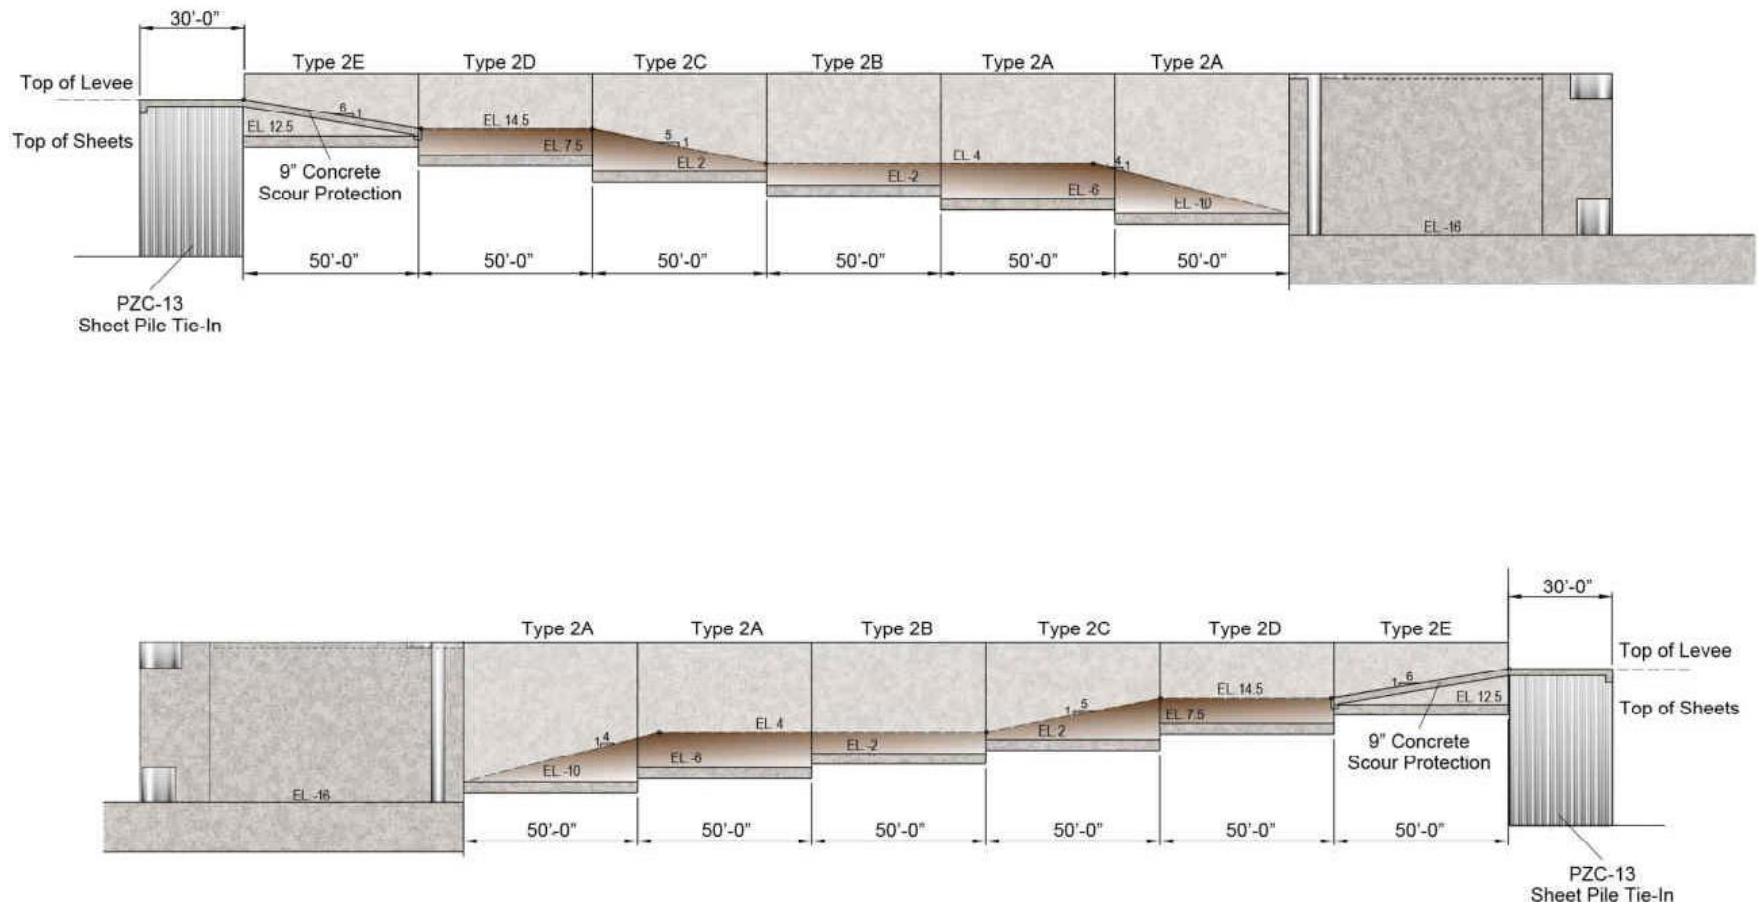 30'-0"
Type 2E Type 2D Type 2C Type 2B Type 2A Type 2A
Top of Levee
6
1
EL 12.5
EL 14.5
5
1
Top of Sheets
EL 7.5
EL 2
EL 4
4
1
9" Concrete
Scour Protection
EL -2
EL -6
EL -10
EL -16
50'-0" 50'-0" 50'-0" 50'-0" 50'-0" 50'-0"
PZC-13
Sheet Pile Tie-In
30'-0"
Type 2A Type 2A Type 2B Type 2C Type 2D Type 2E
Top of Levee
1
6
EL 14.5
EL 12.5
Top of Sheets
1
5
EL 7.5
EL 4
EL 2
1
4
EL -2
EL -6
EL -10
EL -16
9" Concrete
Scour Protection
50'-0" 50'-0" 50'-0" 50'-0" 50'-0" 50'-0"
PZC-13
Sheet Pile Tie-In